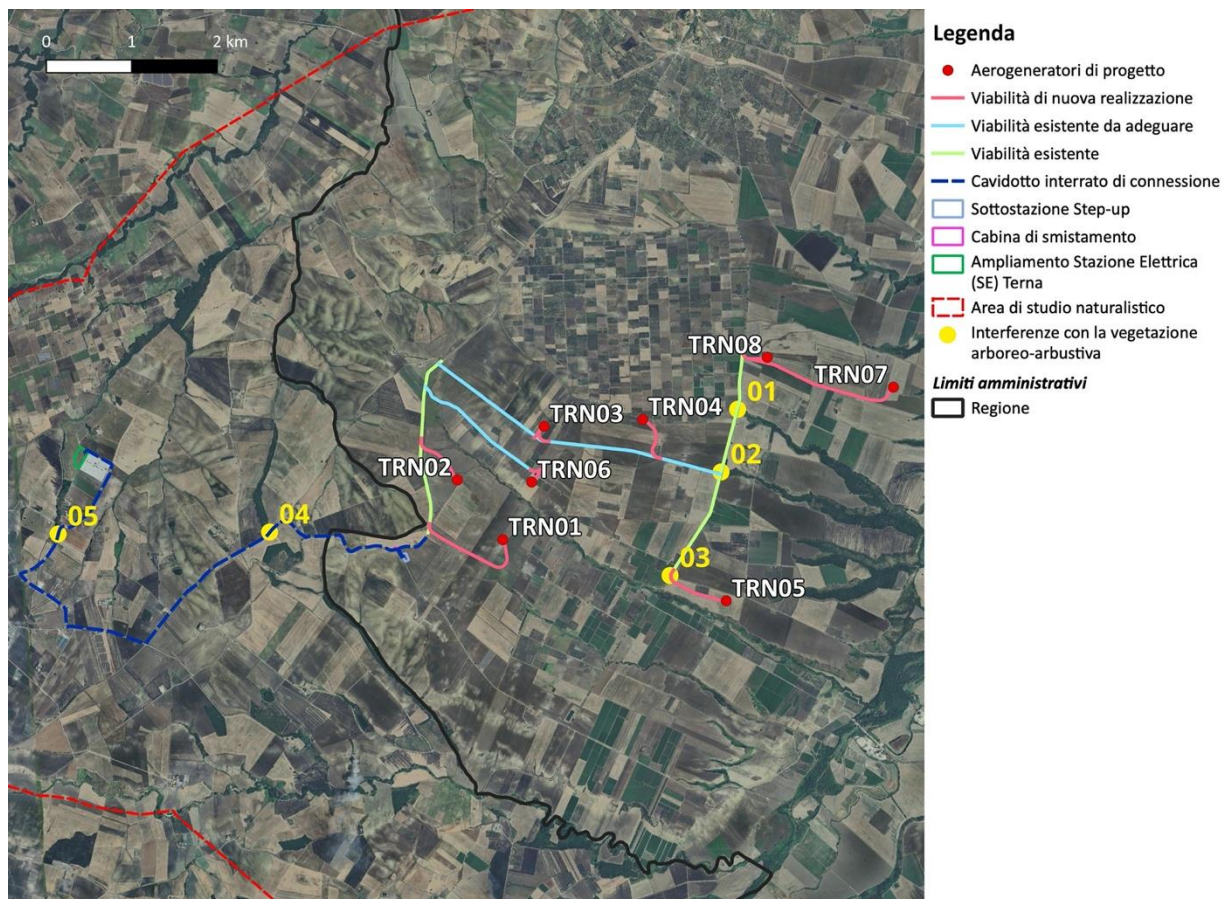 0 1 2 km
TRN08
TRN07
01
TRN03
TRN04
02
TRN02
TRN06
05
04
TRN01
03
TRN05
Legenda
Aerogeneratori di progetto
Viabilità di nuova realizzazione
Viabilità esistente da adeguare
Viabilità esistente
Cavidotto interrato di connessione
Sottostazione Step-up
Cabina di smistamento
Ampliamento Stazione Elettrica
(SE) Terna
Area di studio naturalistico
Interferenze con la vegetazione
arboreo-arbustiva
Limiti amministrativi
Regione